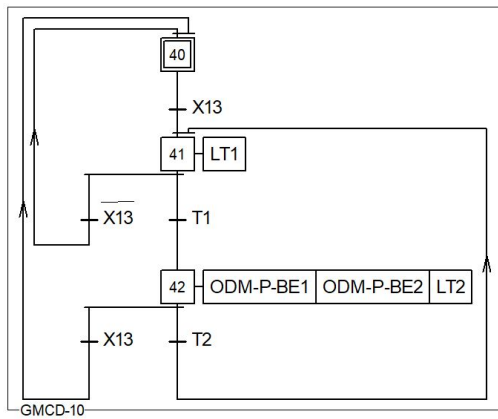 40
X13
41 LT1
X13 T1
42 ODM-P-BE1 ODM-P-BE2 LT2
X13 T2
GMCD-10